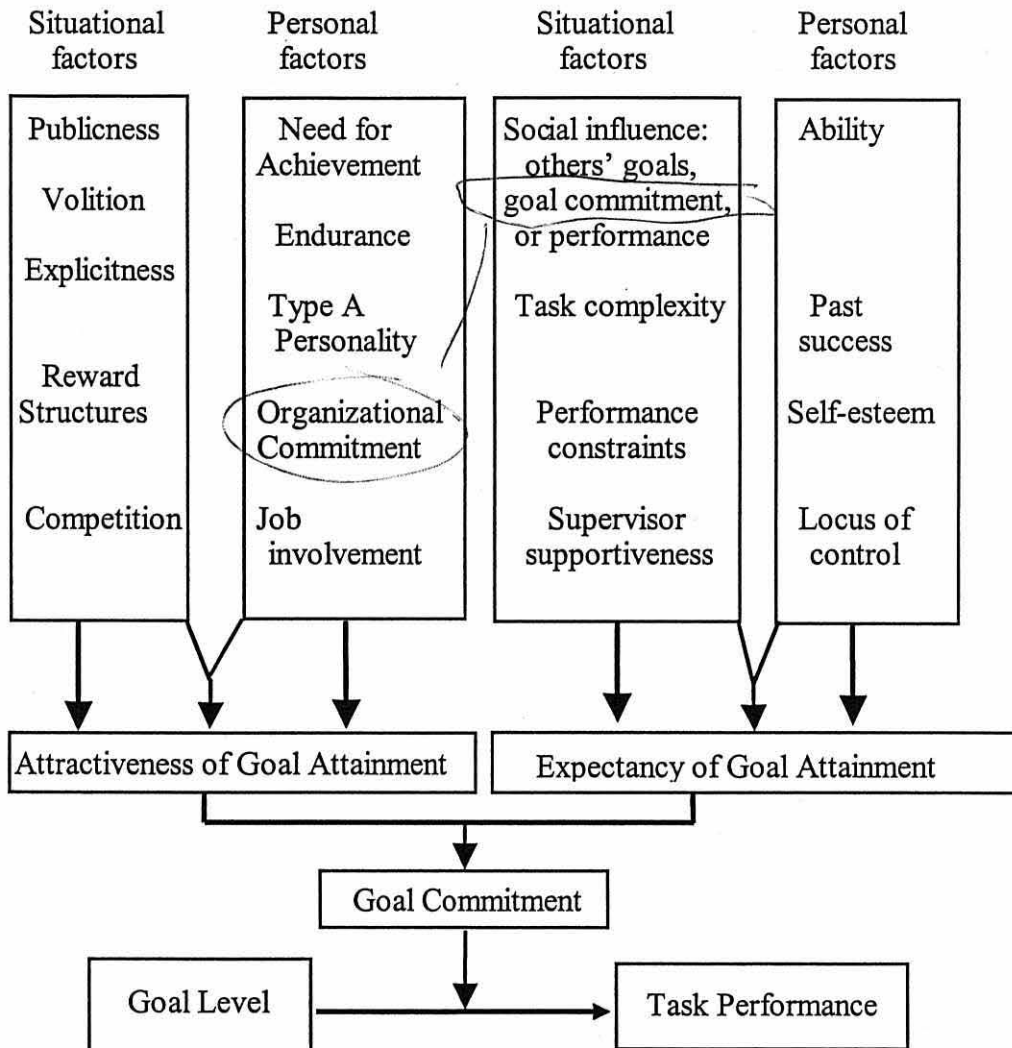 Situational
factors
Personal
factors
Situational
factors
Personal
factors
Publicness
Volition
Explicitness
Reward
Structures
Competition
Need for
Achievement
Endurance
Type A
Personality
Organizational
Commitment
Job
involvement
Social influence:
others’ goals,
goal commitment,
or performance
Task complexity
Performance
constraints
Supervisor
supportiveness
Ability
Past
success
Self-esteem
Locus of
control
Attractiveness of Goal Attainment
Expectancy of Goal Attainment
Goal Commitment
Goal Level
Task Performance